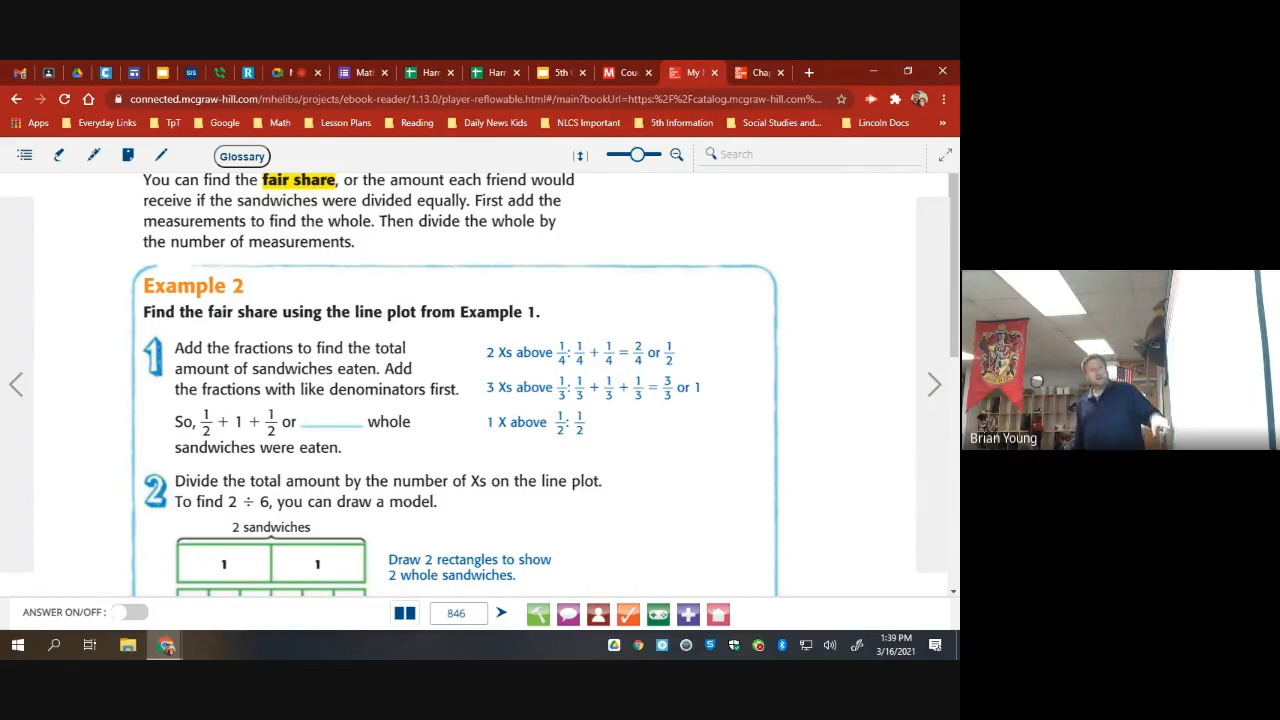 Mat
Harr
Harr
5th
Cou
My N
Chap
connected.mcgraw-hill.com/mhelibs/projects/ebook-reader/1.13.0/player-reflowable.html#/main?bookUrl=https:%2F%2Fcatalog.mcgraw-hill.com%...
Apps Everyday Links TpT Google Math Lesson Plans Reading Daily News Kids NLCS Important 5th Information Social Studies and... Lincoln Docs »
Glossary
Search
You can find the fair share, or the amount each friend would
receive if the sandwiches were divided equally. First add the
measurements to find the whole. Then divide the whole by
the number of measurements.
Example 2
Find the fair share using the line plot from Example 1.
1 Add the fractions to find the total
amount of sandwiches eaten. Add
the fractions with like denominators first.
So, 1/2 + 1 + 1/2 or ______ whole
sandwiches were eaten.
2 Xs above 1/4: 1/4 + 1/4 = 2/4 or 1/2
3 Xs above 1/3: 1/3 + 1/3 + 1/3 = 3/3 or 1
1 X above 1/2: 1/2
2 Divide the total amount by the number of Xs on the line plot.
To find 2 ÷ 6, you can draw a model.
2 sandwiches
1 1
Draw 2 rectangles to show
2 whole sandwiches.
ANSWER ON/OFF :
846
1:39 PM
3/16/2021
Brian Young